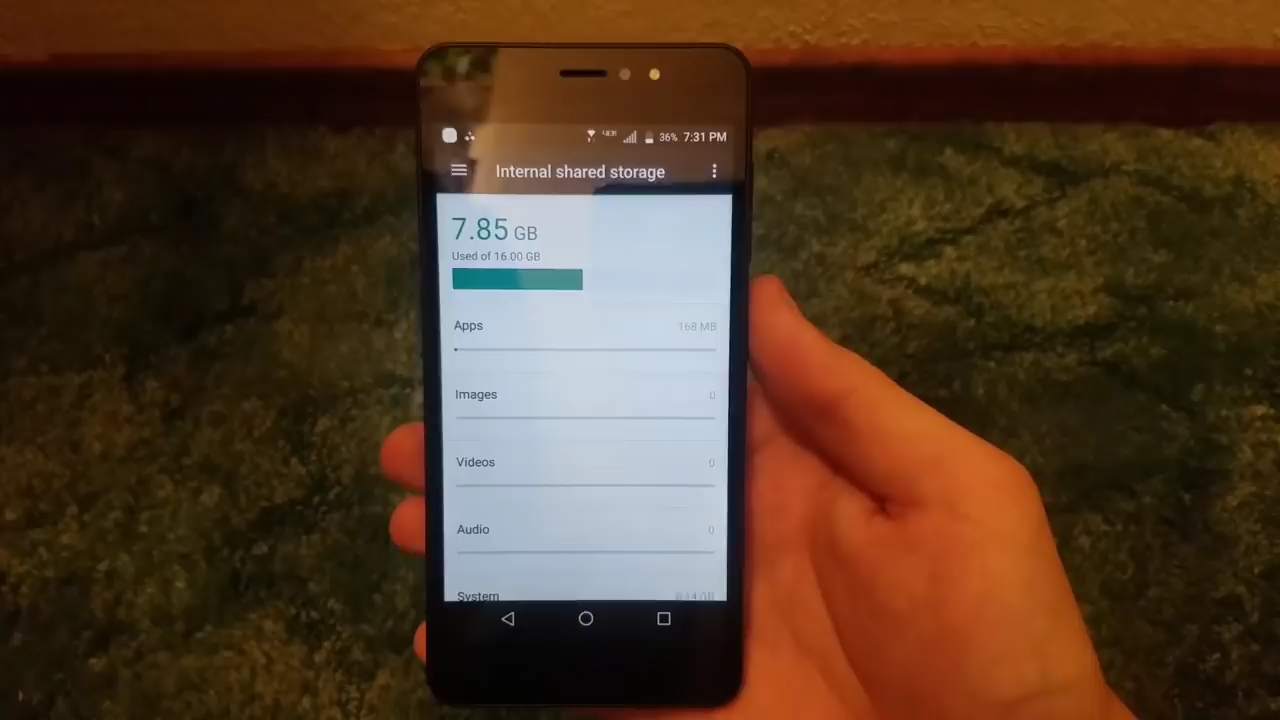 36% 7:31 PM
Internal shared storage
7.85 GB
Used of 16.00 GB
Apps 168 MB
Images 0
Videos 0
Audio 0
System